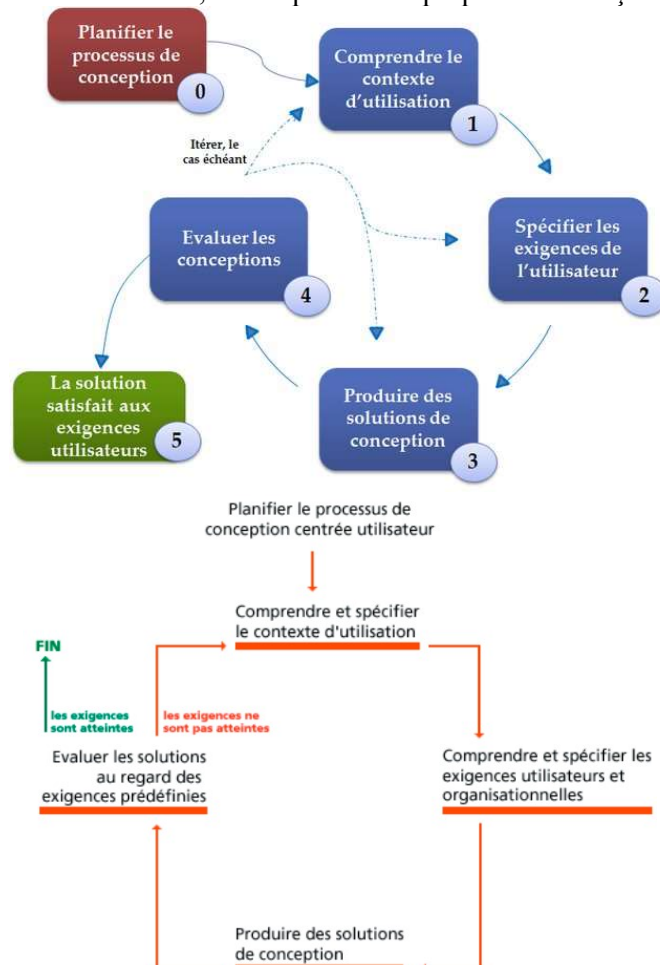 Planifier le
processus de
conception
0
Comprendre le
contexte
d'utilisation
1
Itérer, le
cas échéant
Evaluer les
conceptions
4
Spécifier les
exigences de
l'utilisateur
2
La solution
satisfait aux
exigences
utilisateurs
5
Produire des
solutions de
conception
3
Planifier le processus de
conception centrée utilisateur
Comprendre et spécifier
le contexte d'utilisation
FIN
les exigences
sont atteintes
les exigences ne
sont pas atteintes
Evaluer les solutions
au regard des
exigences prédéfinies
Comprendre et spécifier les
exigences utilisateurs et
organisationnelles
Produire des solutions
de conception